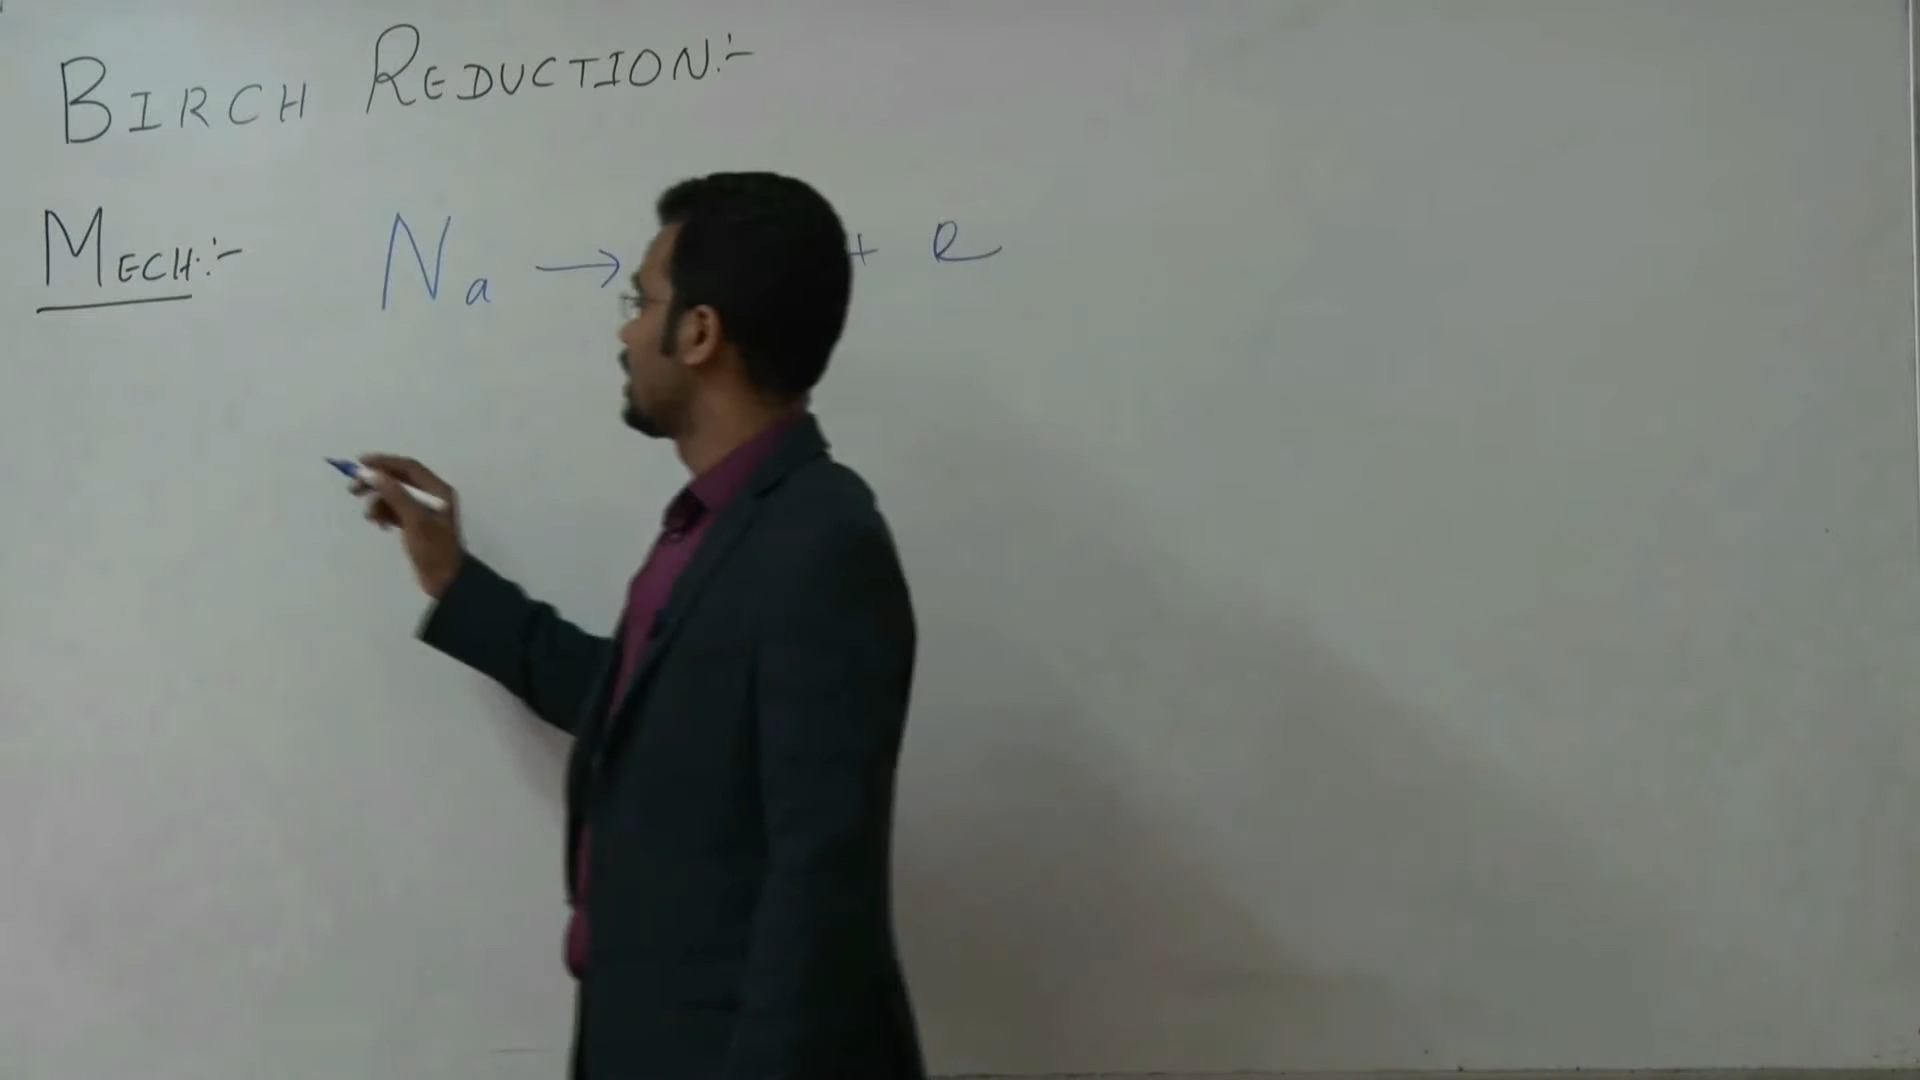 BIRCH REDUCTION:-
MECH:- Na → + e